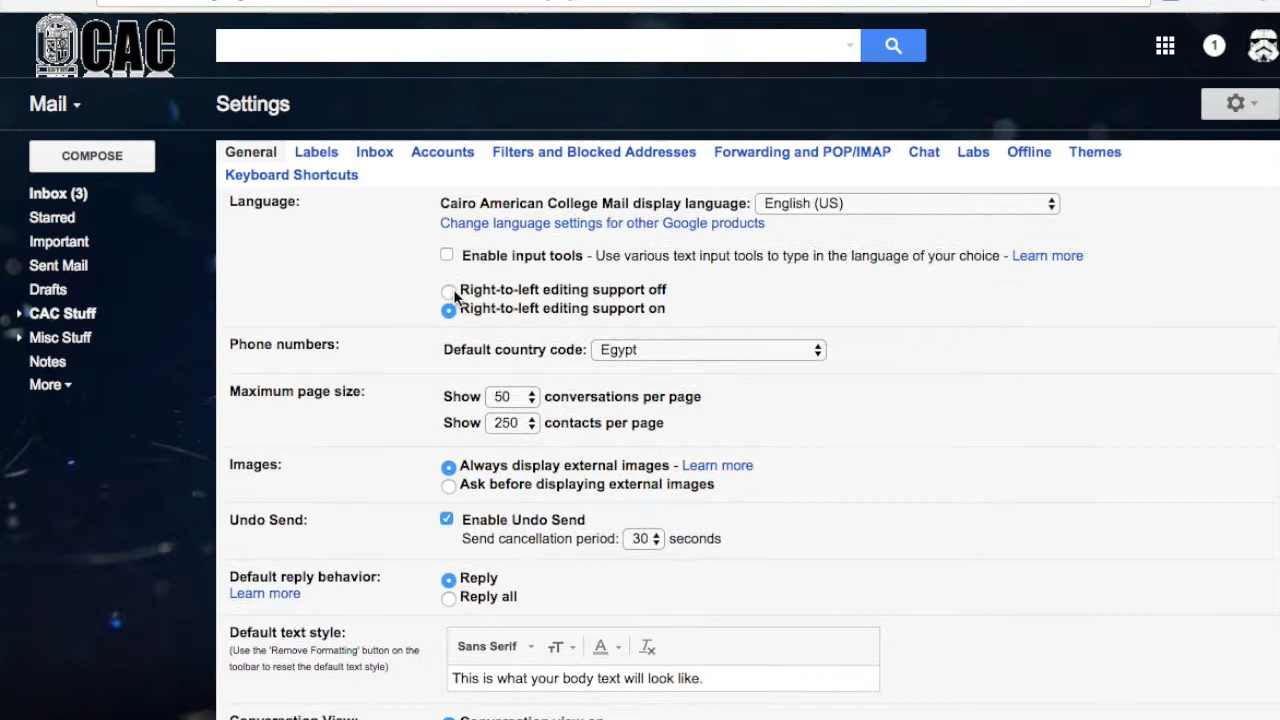 CAC
1
Mail
Settings
COMPOSE
General Labels Inbox Accounts Filters and Blocked Addresses Forwarding and POP/IMAP Chat Labs Offline Themes
Keyboard Shortcuts
Inbox (3)
Starred
Important
Sent Mail
Drafts
CAC Stuff
Misc Stuff
Notes
More
Language:
Cairo American College Mail display language: English (US)
Change language settings for other Google products
Enable input tools - Use various text input tools to type in the language of your choice - Learn more
Right-to-left editing support off
Right-to-left editing support on
Phone numbers:
Default country code: Egypt
Maximum page size:
Show 50 conversations per page
Show 250 contacts per page
Images:
Always display external images - Learn more
Ask before displaying external images
Undo Send:
Enable Undo Send
Send cancellation period: 30 seconds
Default reply behavior:
Learn more
Reply
Reply all
Default text style:
(Use the 'Remove Formatting' button on the
toolbar to reset the default text style)
Sans Serif
This is what your body text will look like.
Conversation View:
Conversation view on